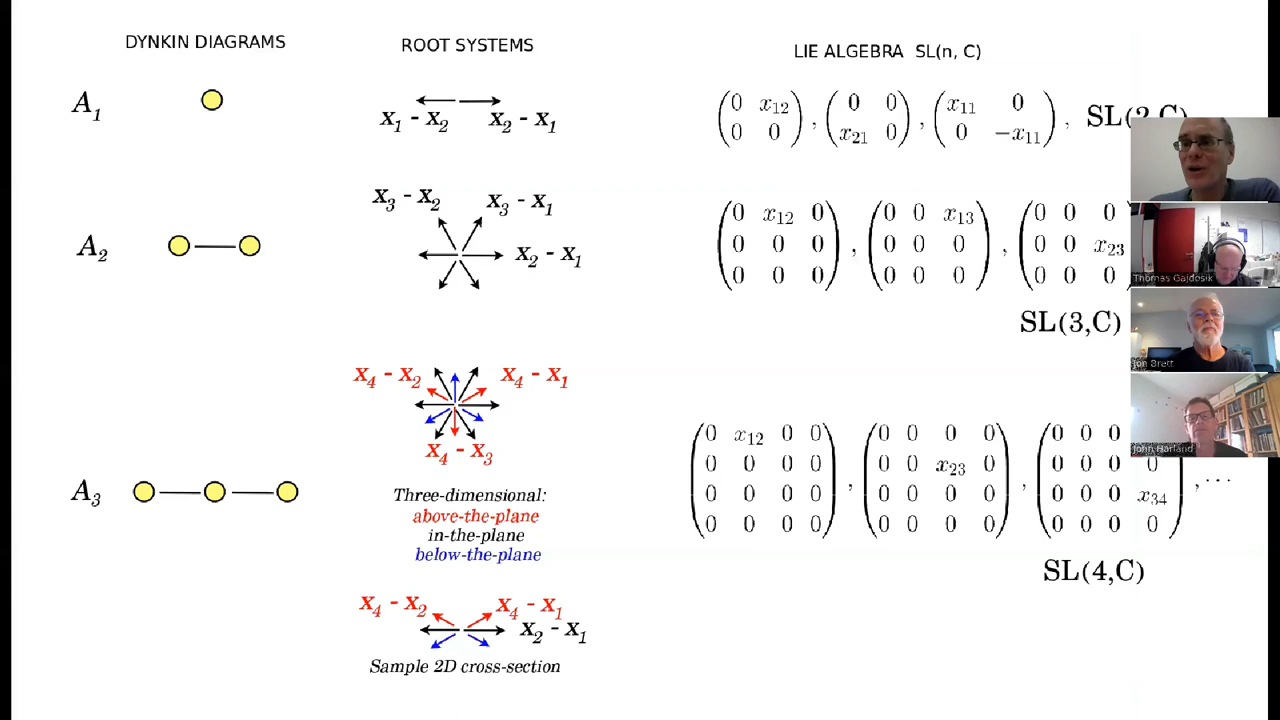 DYNKIN DIAGRAMS
ROOT SYSTEMS
LIE ALGEBRA SL(n, C)
A₁
x₁ - x₂
x₂ - x₁
(0 x₁₂
0 0), (0 0
x₂₁ 0), (x₁₁ 0
0 -x₁₁),
SL(2,C)
A₂
x₃ - x₂
x₃ - x₁
x₂ - x₁
(0 x₁₂ 0
0 0 0
0 0 0), (0 0 x₁₃
0 0 0
0 0 0), (0 0 0
0 0 x₂₃
0 0 0
SL(3,C)
A₃
x₄ - x₂
x₄ - x₁
x₄ - x₃
Three-dimensional:
above-the-plane
in-the-plane
below-the-plane
(0 x₁₂ 0 0
0 0 0 0
0 0 0 0
0 0 0 0), (0 0 0 0
0 0 x₂₃ 0
0 0 0 0
0 0 0 0), (0 0 0
0 0 0 0
0 0 0 x₃₄
0 0 0 0), ...
SL(4,C)
x₄ - x₂
x₄ - x₁
x₂ - x₁
Sample 2D cross-section
Thomas Gajdosik
Jon Brett
John Harland